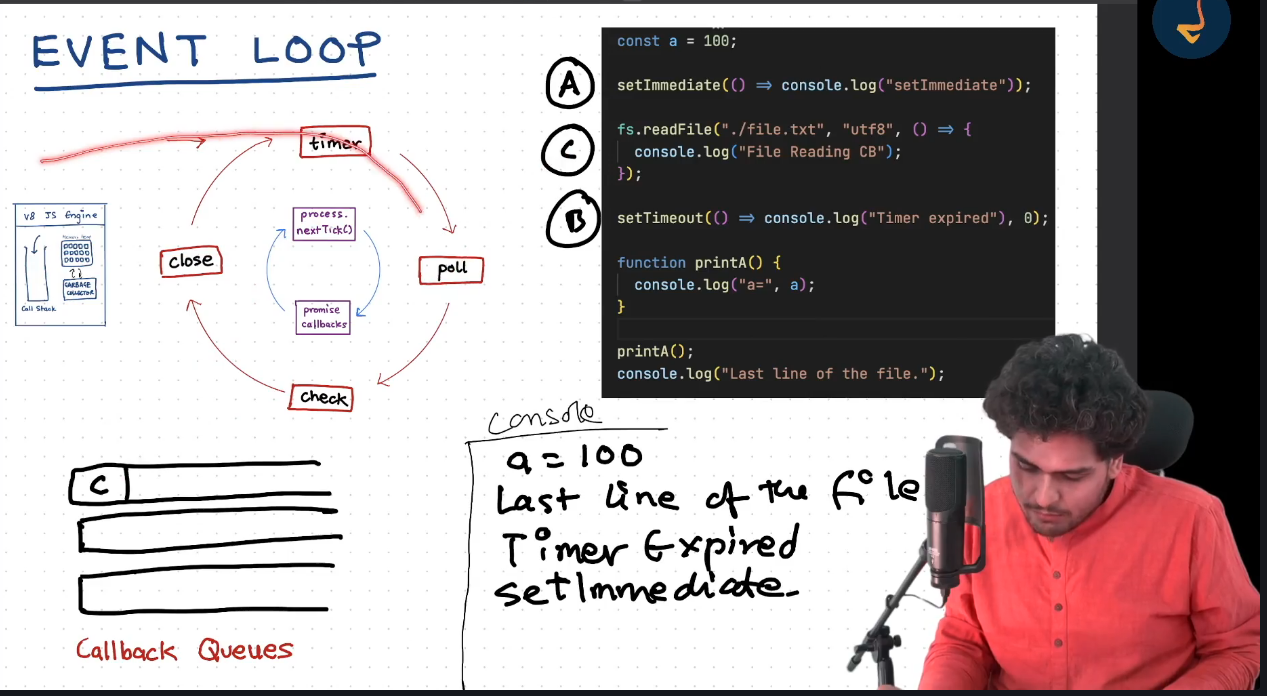 EVENT LOOP
timer
process.
nextTick()
poll
promise
callbacks
check
close
V8 JS Engine
Memory Heap
GARBAGE
COLLECTOR
Call Stack
A
C
B
const a = 100;
setImmediate(() => console.log("setImmediate"));
fs.readFile("./file.txt", "utf8", () => {
console.log("File Reading CB");
});
setTimeout(() => console.log("Timer expired"), 0);
function printA() {
console.log("a=", a);
}
printA();
console.log("Last line of the file.");
C
Callback Queues
Console
a = 100
Last line of the file
Timer Expired
setImmediate.